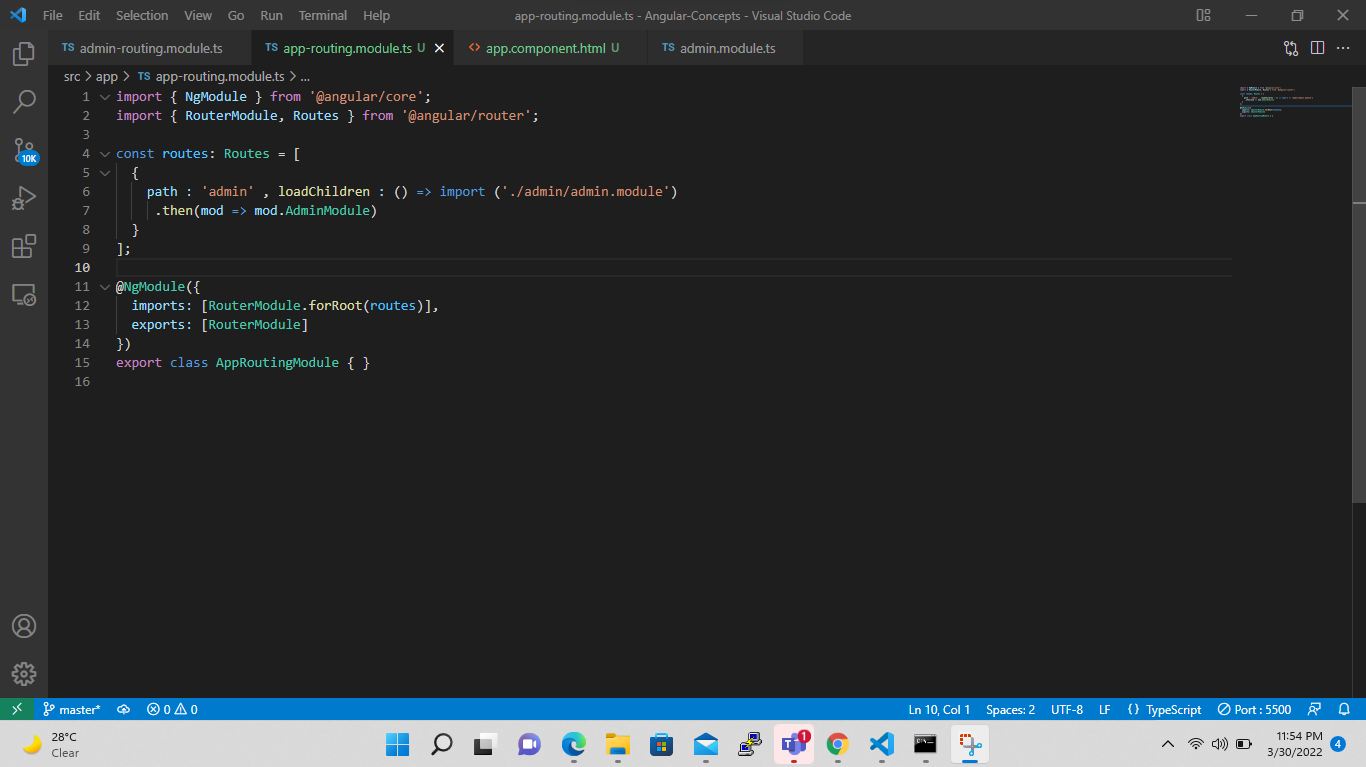 File Edit Selection View Go Run Terminal Help app-routing.module.ts - Angular-Concepts - Visual Studio Code
TS admin-routing.module.ts TS app-routing.module.ts U TS app.component.html U TS admin.module.ts
src > app > TS app-routing.module.ts > ...
1 import { NgModule } from '@angular/core';
2 import { RouterModule, Routes } from '@angular/router';
3
4 const routes: Routes = [
5 {
6 path : 'admin' , loadChildren : () => import ('./admin/admin.module')
7 .then(mod => mod.AdminModule)
8 }
9 ];
10
11 @NgModule({
12 imports: [RouterModule.forRoot(routes)],
13 exports: [RouterModule]
14 })
15 export class AppRoutingModule { }
16
10K
master* 0 0 Ln 10, Col 1 Spaces: 2 UTF-8 LF {} TypeScript Port : 5500
28°C
Clear
1
11:54 PM
3/30/2022
4